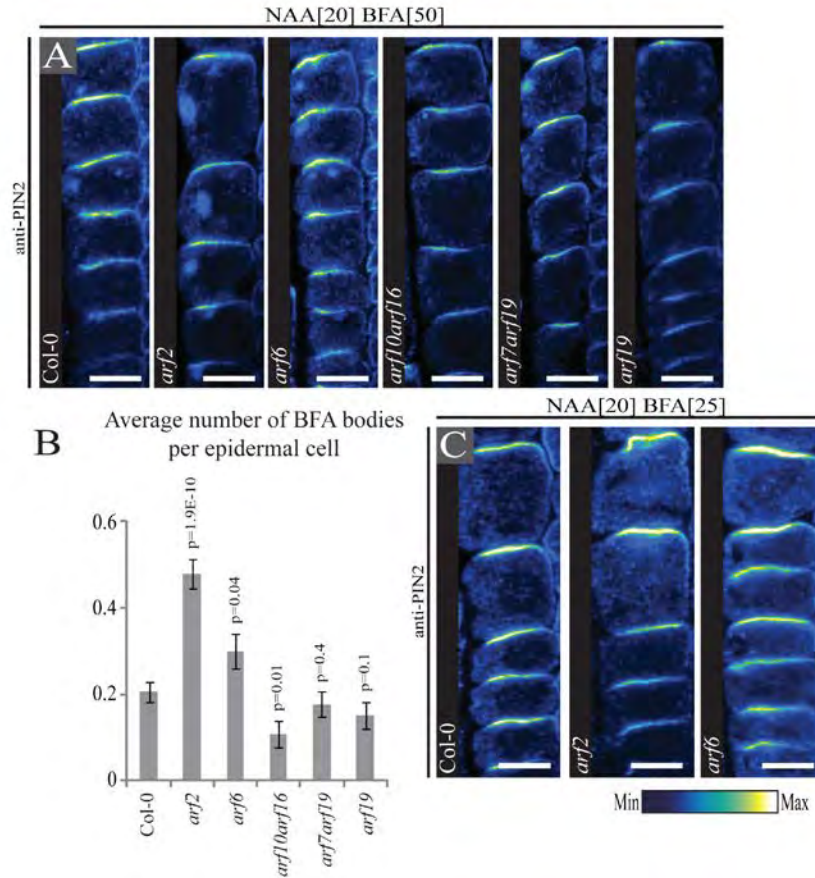 NAA[20] BFA[50]
A
anti-PIN2
Col-0
arf2
arf6
arf10arf16
arf7arf19
arf19
B
Average number of BFA bodies
per epidermal cell
0.6
0.4
0.2
0
p=1.9E-10
p=0.04
p=0.01
p=0.4
p=0.1
Col-0
arf2
arf6
arf10arf16
arf7arf19
arf19
NAA[20] BFA[25]
C
anti-PIN2
Col-0
arf2
arf6
Min
Max